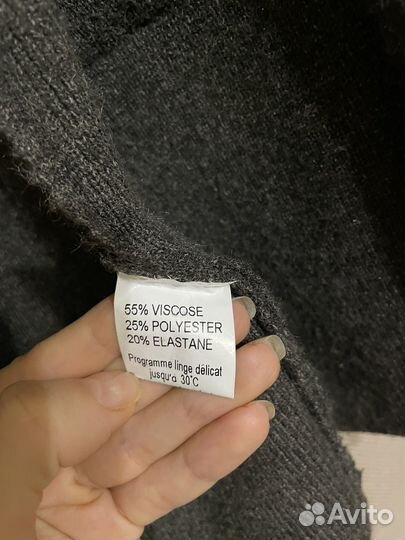 55% VISCOSE
25% POLYESTER
20% ELASTANE
Programme linge délicat
jusqu'a 30°C
Avito